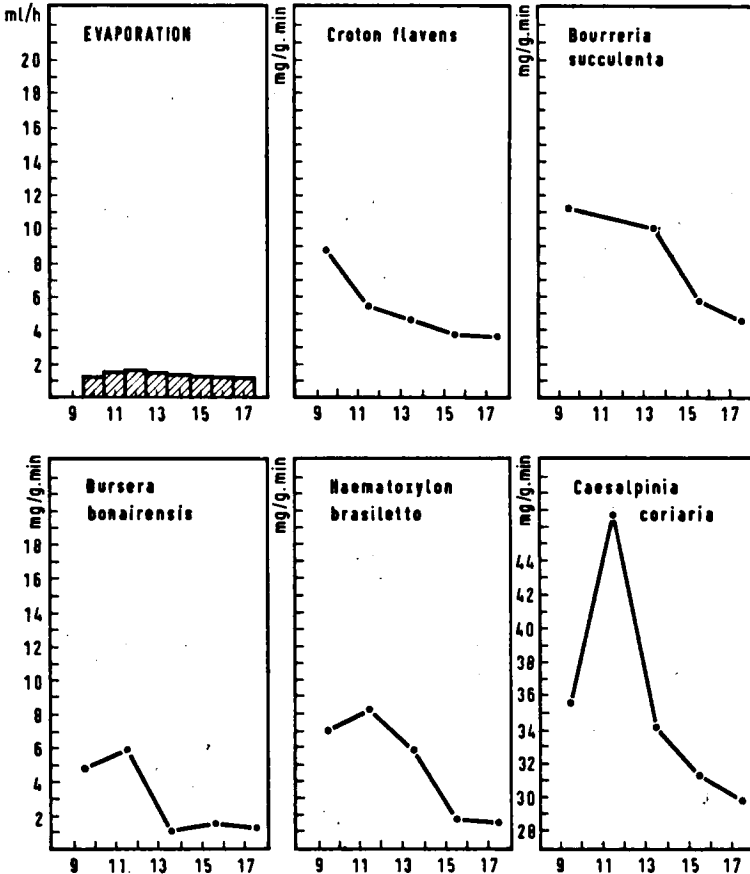 ml/h
EVAPORATION
20
18
16
14
12
10
8
6
4
2
9 11 13 15 17
mg/g.min
Croton flavens
9 11 13 15 17
mg/g.min
Bourreria
succulenta
9 11 13 15 17
mg/g.min
Bursera
bonairensis
18
16
14
12
10
8
6
4
2
9 11 13 15 17
mg/g.min
Haematoxylon
brasiletto
9 11 13 15 17
mg/g.min
Caesalpinia
coriaria
44
42
40
38
36
34
32
30
28
9 11 13 15 17